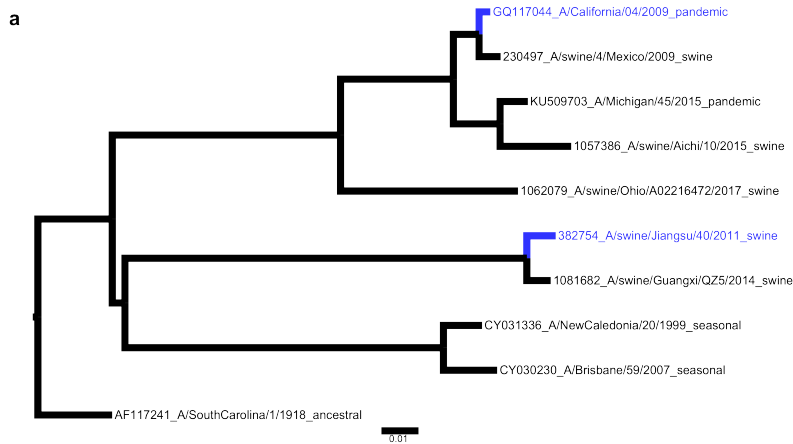 a
GQ117044_A/California/04/2009_pandemic
230497_A/swine/4/Mexico/2009_swine
KU509703_A/Michigan/45/2015_pandemic
1057386_A/swine/Aichi/10/2015_swine
1062079_A/swine/Ohio/A02216472/2017_swine
382754_A/swine/Jiangsu/40/2011_swine
1081682_A/swine/Guangxi/QZ5/2014_swine
CY031336_A/NewCaledonia/20/1999_seasonal
CY030230_A/Brisbane/59/2007_seasonal
AF117241_A/SouthCarolina/1/1918_ancestral
0.01